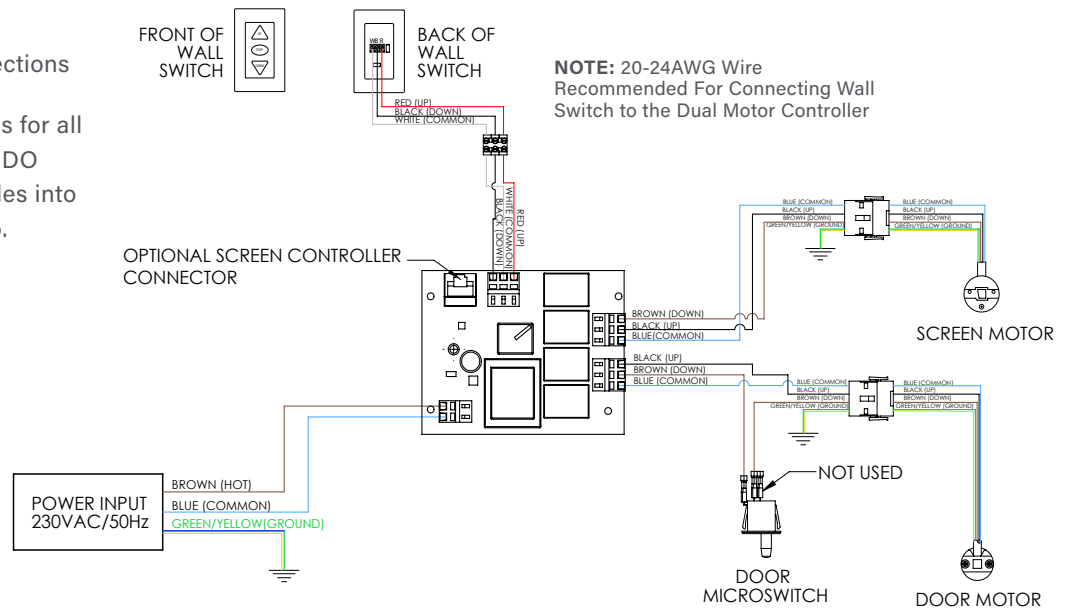 FRONT OF
WALL
SWITCH
BACK OF
WALL
SWITCH
WB R
ections
s for all
DO
les into
.
NOTE: 20-24AWG Wire
Recommended For Connecting Wall
Switch to the Dual Motor Controller
RED (UP)
BLACK (DOWN)
WHITE (COMMON)
RED (UP)
WHITE (COMMON)
BLACK (DOWN)
OPTIONAL SCREEN CONTROLLER
CONNECTOR
BLUE (COMMON)
BLACK (UP)
BROWN (DOWN)
GREEN/YELLOW (GROUND)
BLUE (COMMON)
BLACK (UP)
BROWN (DOWN)
GREEN/YELLOW (GROUND)
SCREEN MOTOR
BROWN (DOWN)
BLACK (UP)
BLUE(COMMON)
BLACK (UP)
BROWN (DOWN)
BLUE (COMMON)
BLUE (COMMON)
BLACK (UP)
BROWN (DOWN)
GREEN/YELLOW (GROUND)
BLUE (COMMON)
BLACK (UP)
BROWN (DOWN)
GREEN/YELLOW (GROUND)
NOT USED
POWER INPUT
230VAC/50Hz
BROWN (HOT)
BLUE (COMMON)
GREEN/YELLOW(GROUND)
DOOR
MICROSWITCH
DOOR MOTOR